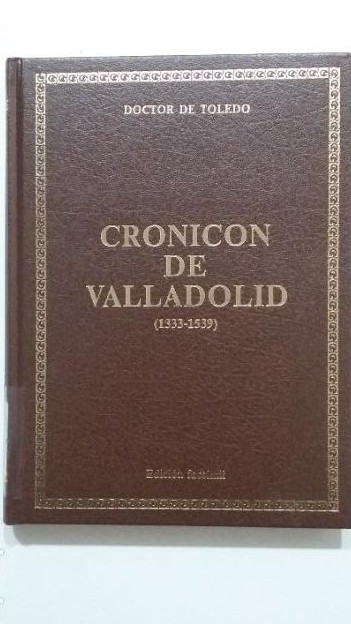 DOCTOR DE TOLEDO
CRONICON
DE
VALLADOLID
(1333-1539)
Edición facsímil